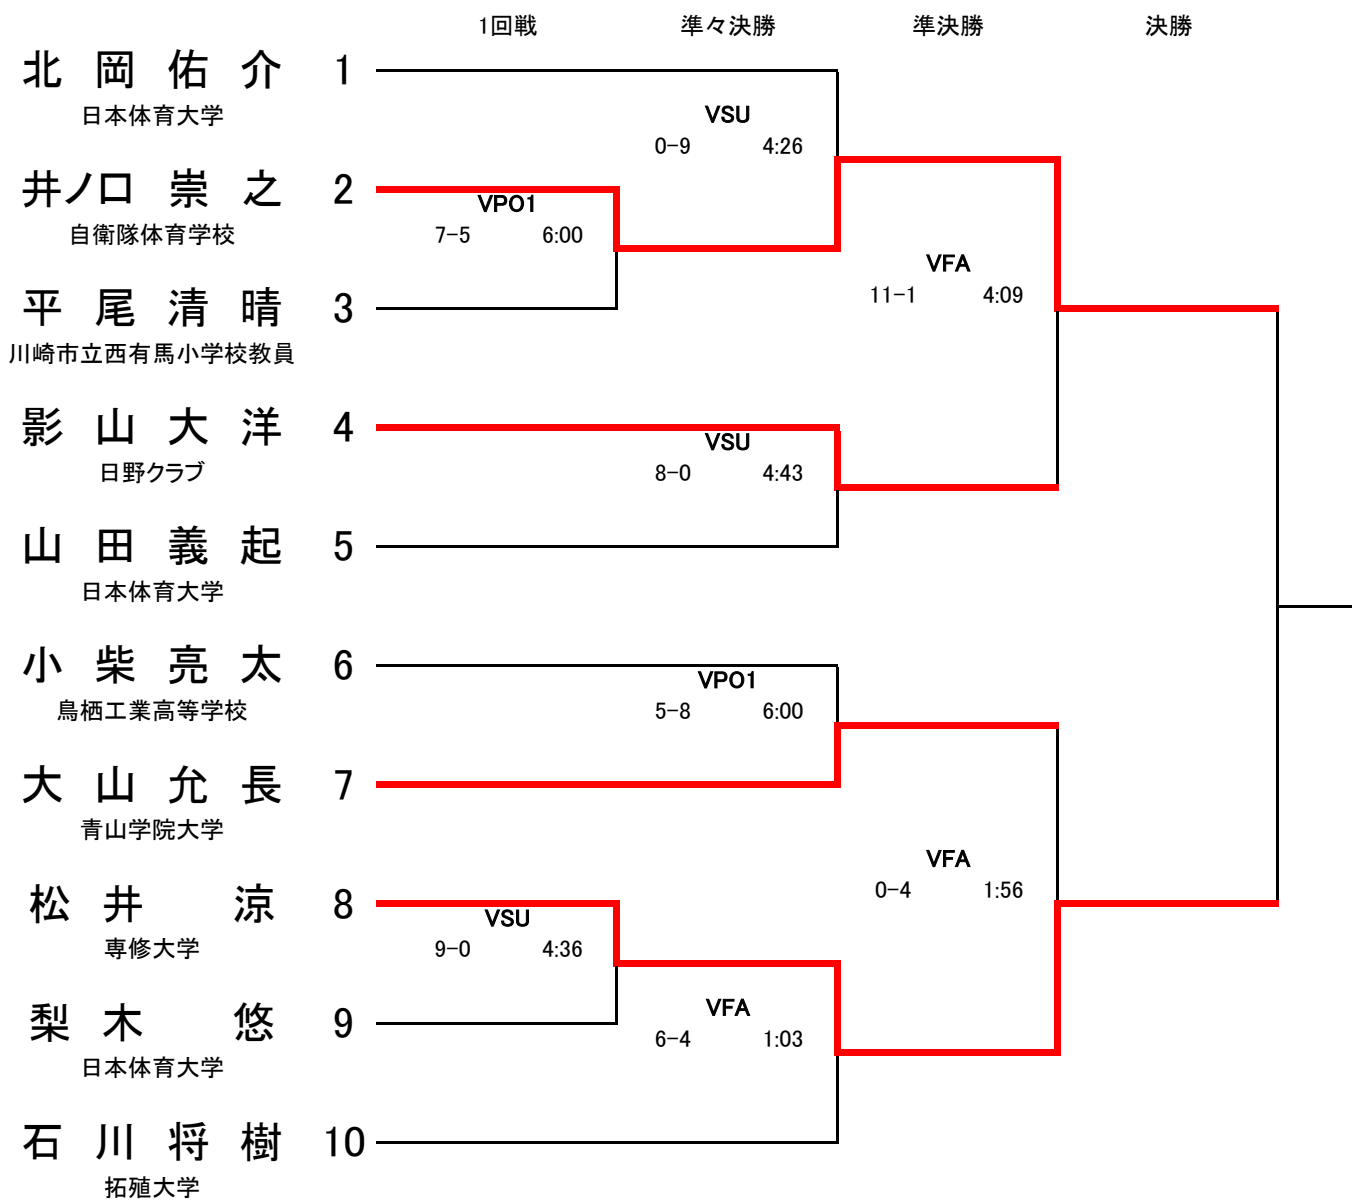 1回戦 準々決勝 準決勝 決勝
北岡佑介 1
日本体育大学
VSU
0-9 4:26
井ノ口崇之 2
自衛隊体育学校
VPO1
7-5 6:00
VFA
11-1 4:09
平尾清晴 3
川崎市立西有馬小学校教員
影山大洋 4
日野クラブ
VSU
8-0 4:43
山田義起 5
日本体育大学
小柴亮太 6
鳥栖工業高等学校
VPO1
5-8 6:00
大山允長 7
青山学院大学
VFA
0-4 1:56
松井涼 8
専修大学
VSU
9-0 4:36
梨木悠 9
日本体育大学
VFA
6-4 1:03
石川将樹 10
拓殖大学